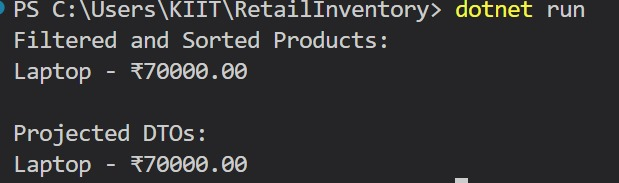 PS C:\Users\KIIT\RetailInventory> dotnet run
Filtered and Sorted Products:
Laptop - ₹70000.00
Projected DTOs:
Laptop - ₹70000.00